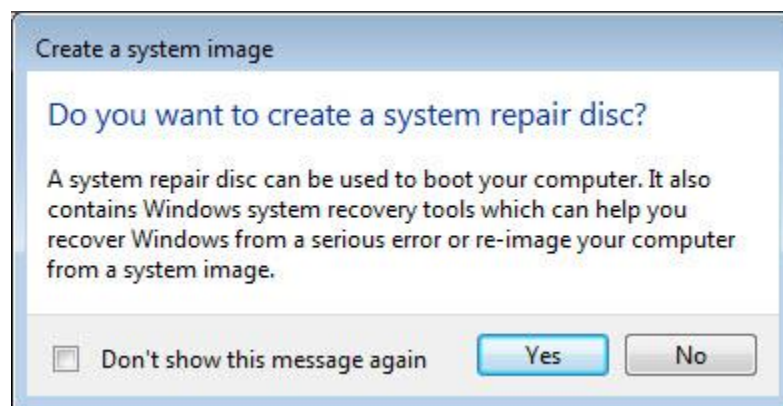 Create a system image
Do you want to create a system repair disc?
A system repair disc can be used to boot your computer. It also
contains Windows system recovery tools which can help you
recover Windows from a serious error or re-image your computer
from a system image.
Don't show this message again
Yes
No